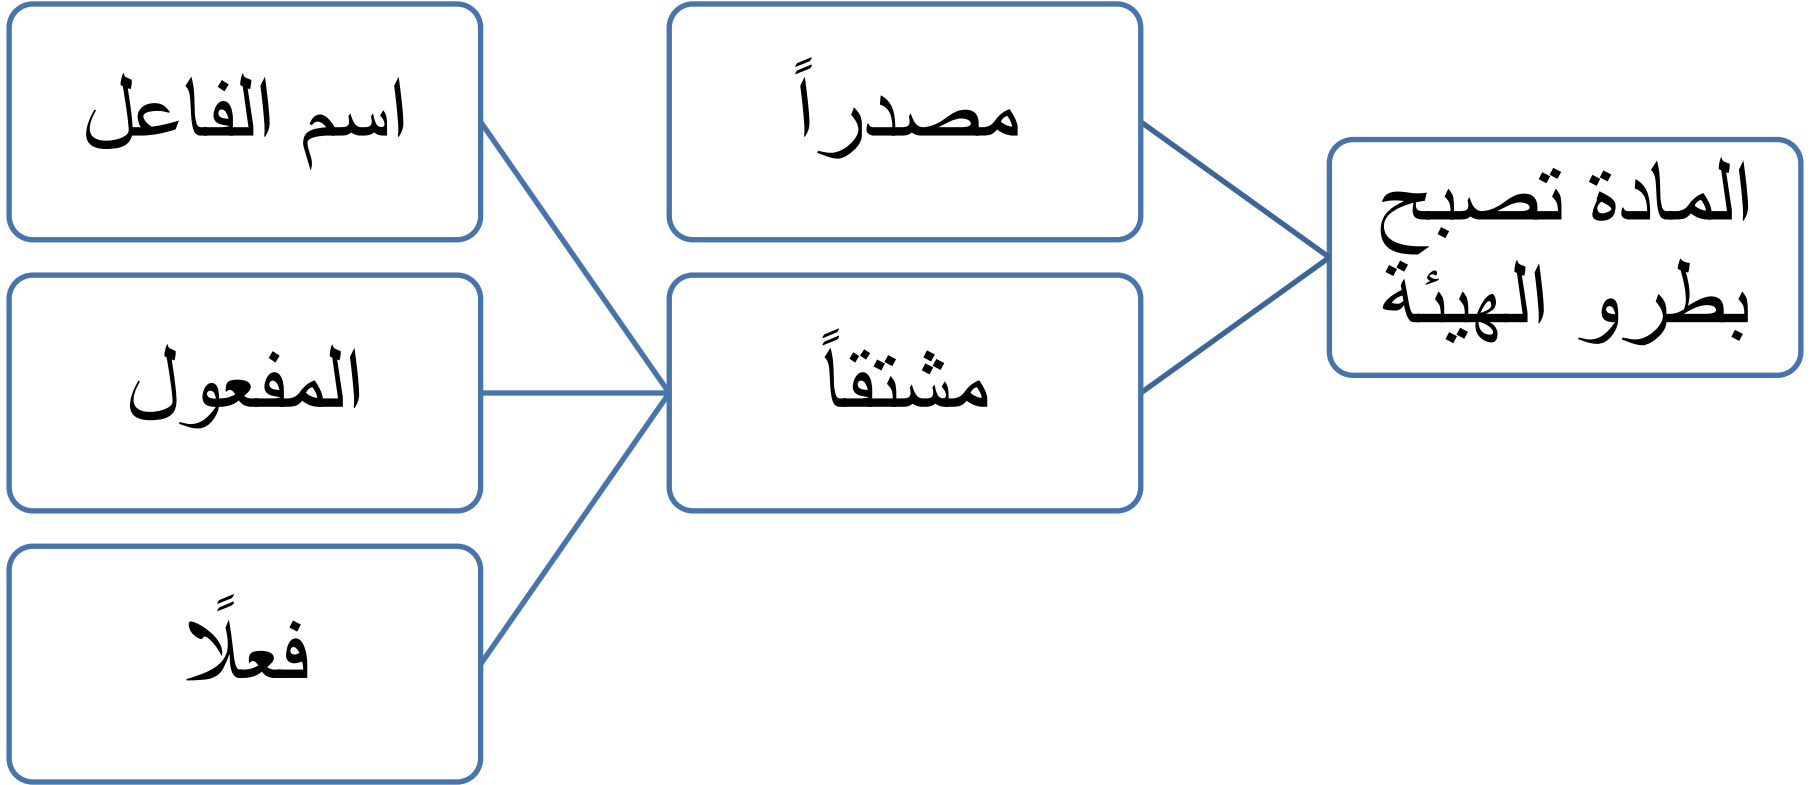 المادة تصبح
بطرو الهيئة
مصدراً
مشتقاً
اسم الفاعل
المفعول
فعلًا